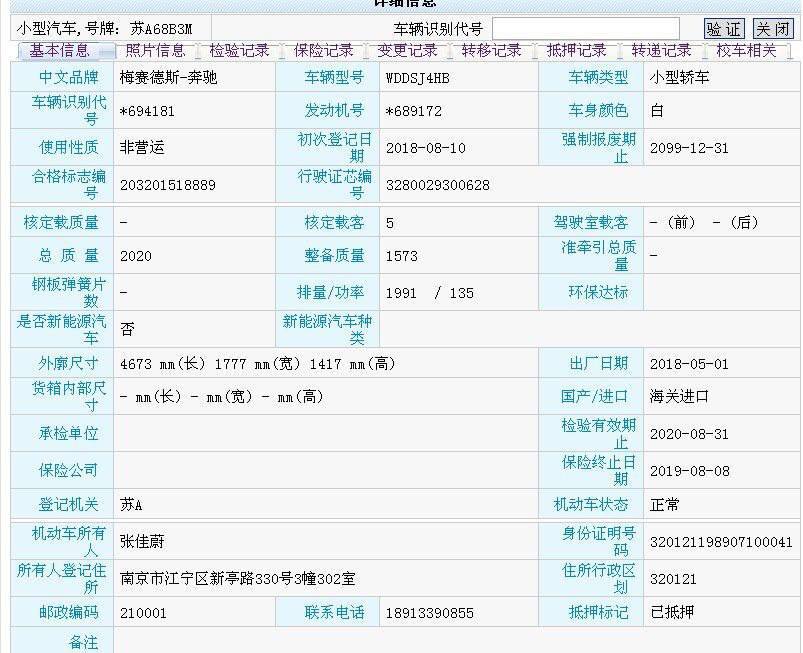 详细信息
小型汽车,号牌: 苏A68B3M 车辆识别代号 验证 关闭
基本信息 照片信息 检验记录 保险记录 变更记录 转移记录 抵押记录 转递记录 校车相关
中文品牌 梅赛德斯-奔驰 车辆型号 WDDSJ4HB 车辆类型 小型轿车
车辆识别代号 *694181 发动机号 *689172 车身颜色 白
使用性质 非营运 初次登记日期 2018-08-10 强制报废期止 2099-12-31
合格标志编号 203201518889 行驶证芯编号 3280029300628
核定载质量 - 核定载客 5 驾驶室载客 - (前) - (后)
总 质 量 2020 整备质量 1573 准牵引总质量 -
钢板弹簧片数 - 排量/功率 1991 / 135 环保达标
是否新能源汽车 否 新能源汽车种类
外廓尺寸 4673 mm(长) 1777 mm(宽) 1417 mm(高) 出厂日期 2018-05-01
货箱内部尺寸 - mm(长) - mm(宽) - mm(高) 国产/进口 海关进口
承检单位 检验有效期止 2020-08-31
保险公司 保险终止日期 2019-08-08
登记机关 苏A 机动车状态 正常
机动车所有人 张佳蔚 身份证明号码 320121198907100041
所有人登记住所 南京市江宁区新亭路330号3幢302室 住所行政区划 320121
邮政编码 210001 联系电话 18913390855 抵押标记 已抵押
备注